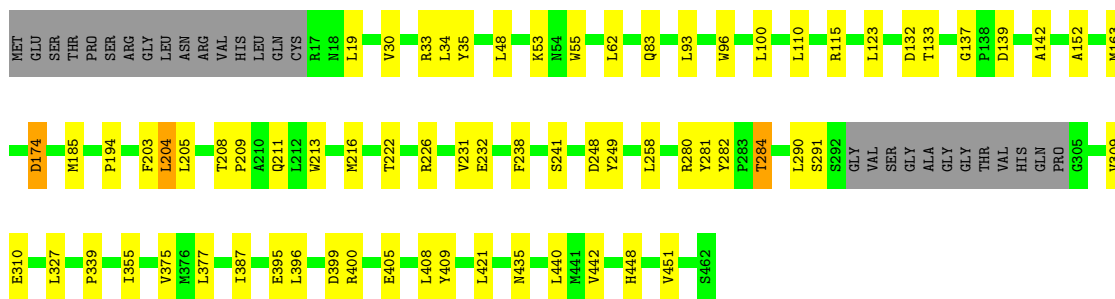 MET GLU SER THR PRO SER ARG GLY LEU ASN ARG VAL HIS LEU GLN CYS R17 N18 L19 V30 R33 L34 Y35 L48 K53 N54 W55 L62 Q83 L93 W96 L100 L110 R115 L123 D132 T133 G137 P138 D139 A142 A152 M163
D174 M185 P194 F203 L204 L205 T208 P209 A210 Q211 L212 W213 M216 T222 R226 V231 E232 F238 S241 D248 Y249 L258 R280 Y281 Y282 P283 T284 L290 S291 S292 GLY VAL SER GLY ALA GLY GLY THR VAL HIS GLN PRO G305
E310 L327 P339 I355 V375 M376 L377 I387 E395 L396 D399 R400 E405 L408 Y409 L421 N435 L440 M441 V442 H448 V451 S462